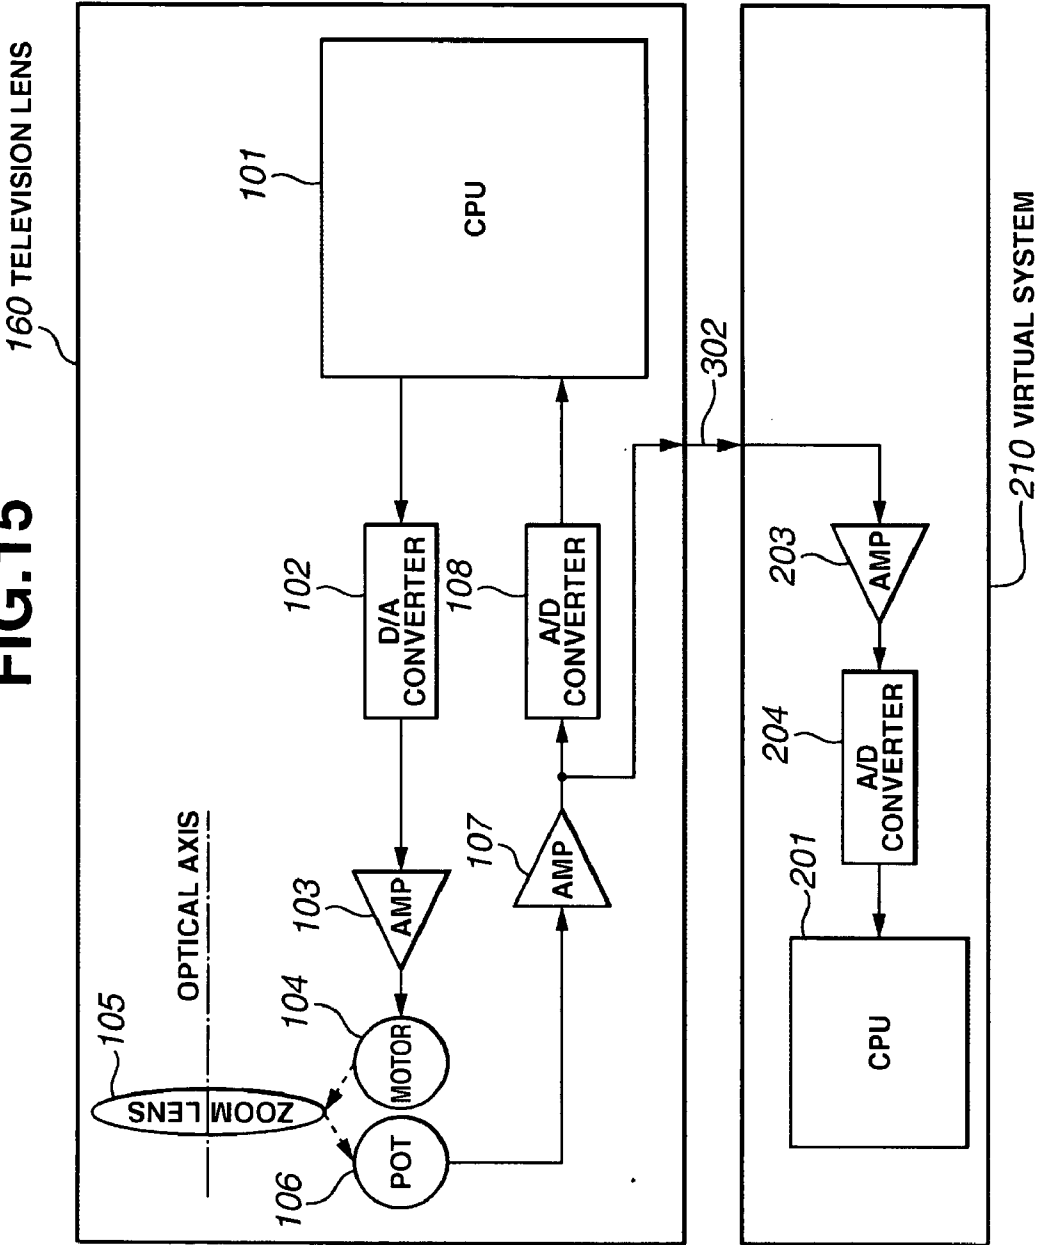 FIG.15
160 TELEVISION LENS
101
CPU
102
D/A
CONVERTER
108
A/D
CONVERTER
105
ZOOM LENS
OPTICAL AXIS
103
AMP
104
MOTOR
106
POT
107
AMP
302
203
AMP
204
A/D
CONVERTER
201
CPU
210 VIRTUAL SYSTEM